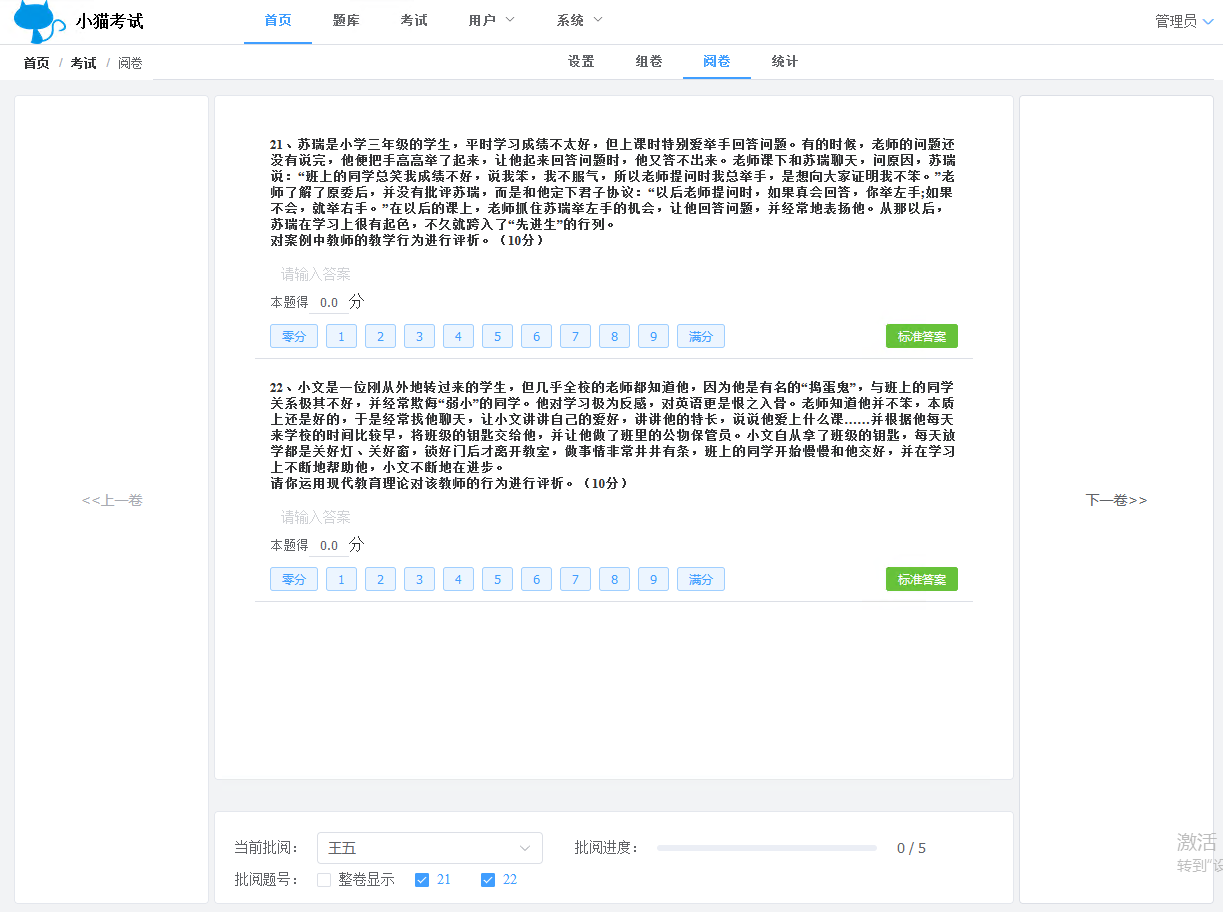 小猫考试
首页 题库 考试 用户 系统
管理员
首页 / 考试 / 阅卷
设置 组卷 阅卷 统计
21、苏瑞是小学三年级的学生，平时学习成绩不太好，但上课时特别爱举手回答问题。有的时候，老师的问题还
没有说完，他便把手高高举了起来，让他起来回答问题时，他又答不出来。老师课下和苏瑞聊天，问原因，苏瑞
说：“班上的同学总笑我成绩不好，说我笨，我不服气，所以老师提问时我总举手，是想向大家证明我不笨。”老
师了解了原委后，并没有批评苏瑞，而是和他定下君子协议：“以后老师提问时，如果真会回答，你举左手;如果
不会，就举右手。”在以后的课上，老师抓住苏瑞举左手的机会，让他回答问题，并经常地表扬他。从那以后，
苏瑞在学习上很有起色，不久就跨入了“先进生”的行列。
对案例中教师的教学行为进行评析。（10分）
请输入答案
本题得 0.0 分
零分 1 2 3 4 5 6 7 8 9 满分 标准答案
22、小文是一位刚从外地转过来的学生，但几乎全校的老师都知道他，因为他是有名的“捣蛋鬼”，与班上的同学
关系极其不好，并经常欺侮“弱小”的同学。他对学习极为反感，对英语更是恨之入骨。老师知道他并不笨，本质
上还是好的，于是经常找他聊天，让小文讲讲自己的爱好，讲讲他的特长，说说他爱上什么课……并根据他每天
来学校的时间比较早，将班级的钥匙交给他，并让他做了班里的公物保管员。小文自从拿了班级的钥匙，每天放
学都是关好灯、关好窗，锁好门后才离开教室，做事情非常井井有条，班上的同学开始慢慢和他交好，并在学习
上不断地帮助他，小文不断地在进步。
请你运用现代教育理论对该教师的行为进行评析。（10分）
<<上一卷
下一卷>>
请输入答案
本题得 0.0 分
零分 1 2 3 4 5 6 7 8 9 满分 标准答案
当前批阅： 王五 批阅进度： 0 / 5
批阅题号： 整卷显示 21 22
激活
转到“设